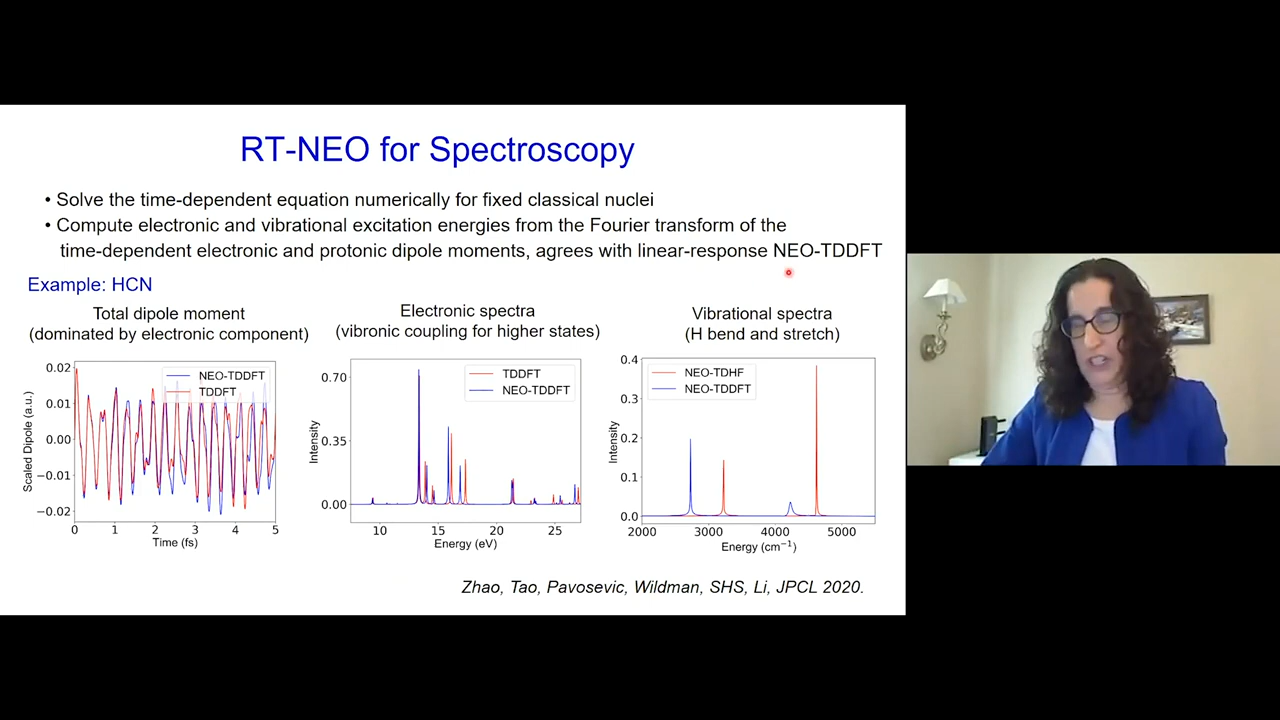 RT-NEO for Spectroscopy
• Solve the time-dependent equation numerically for fixed classical nuclei
• Compute electronic and vibrational excitation energies from the Fourier transform of the
time-dependent electronic and protonic dipole moments, agrees with linear-response NEO-TDDFT
Example: HCN
Total dipole moment
(dominated by electronic component)
0.02
0.01
0.00
−0.01
−0.02
Scaled Dipole (a.u.)
NEO-TDDFT
TDDFT
0 1 2 3 4 5
Time (fs)
Electronic spectra
(vibronic coupling for higher states)
0.70
0.35
0.00
Intensity
TDDFT
NEO-TDDFT
10 15 20 25
Energy (eV)
Vibrational spectra
(H bend and stretch)
0.4
0.3
0.2
0.1
0.0
Intensity
NEO-TDHF
NEO-TDDFT
2000 3000 4000 5000
Energy (cm⁻¹)
Zhao, Tao, Pavosevic, Wildman, SHS, Li, JPCL 2020.